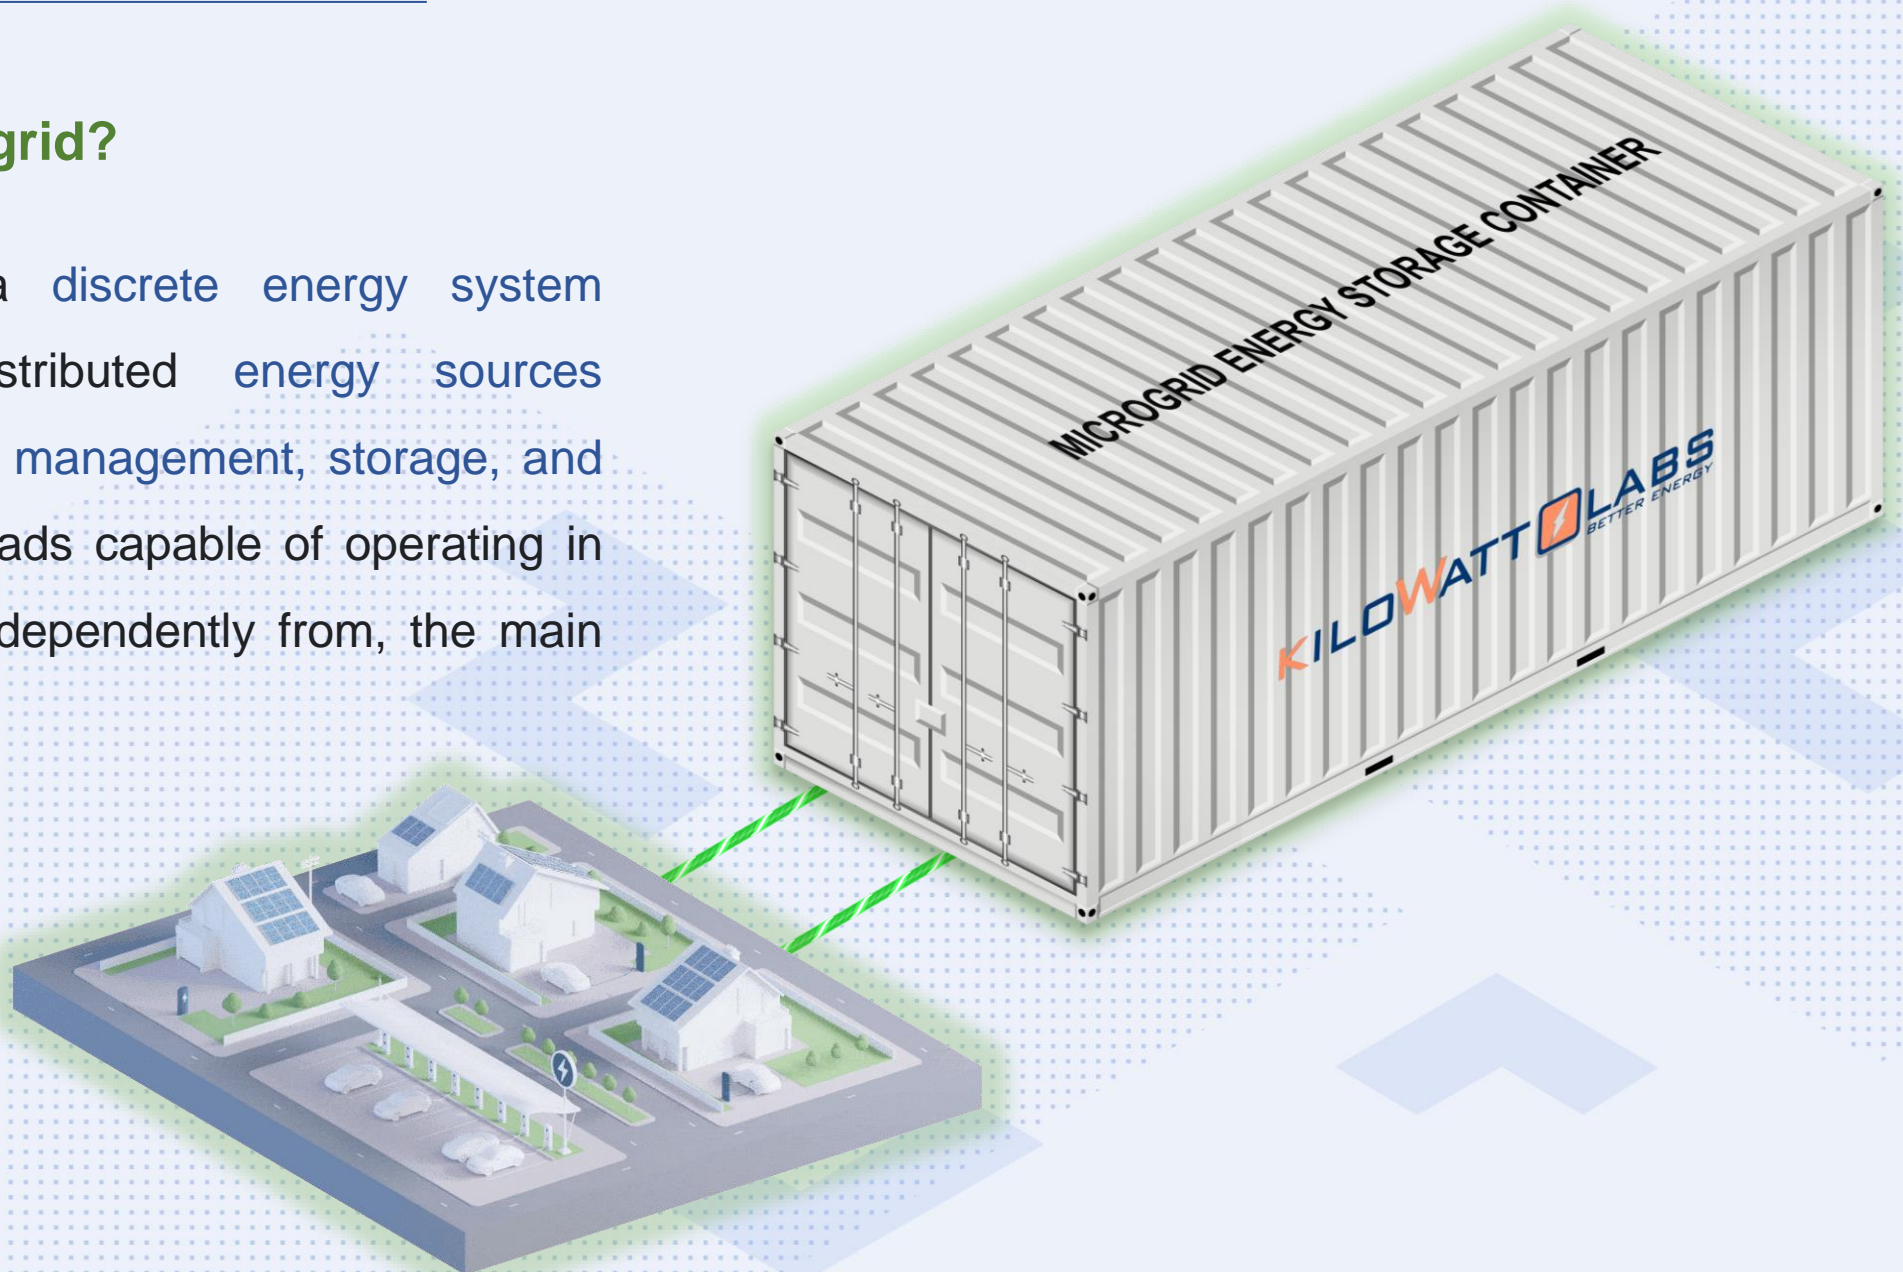 grid?
a discrete energy system
stributed energy sources
management, storage, and
ads capable of operating in
dependently from, the main
MICROGRID ENERGY STORAGE CONTAINER
KILOWATT LABS
BETTER ENERGY